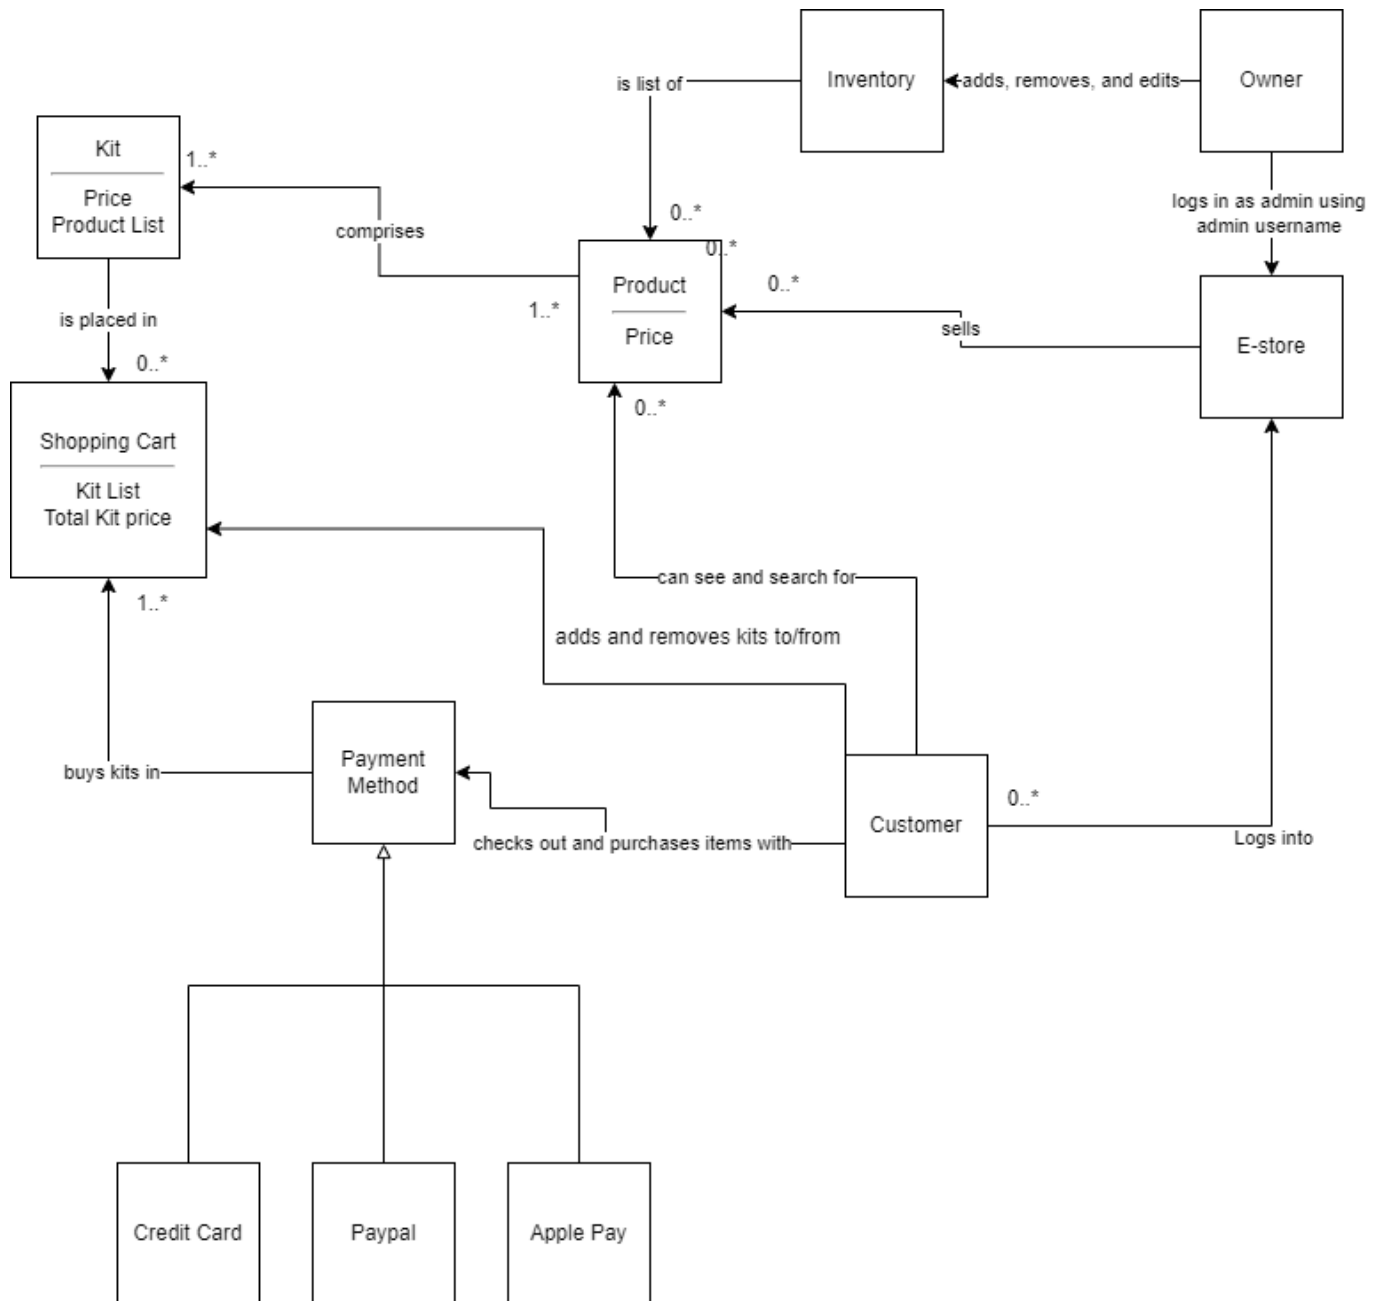 Inventory
adds, removes, and edits
Owner
is list of
Kit
Price
Product List
1..*
comprises
logs in as admin using
admin username
0..*
0..*
Product
Price
1..*
0..*
sells
E-store
is placed in
0..*
Shopping Cart
Kit List
Total Kit price
0..*
can see and search for
1..*
adds and removes kits to/from
Payment
Method
buys kits in
checks out and purchases items with
Customer
0..*
Logs into
Credit Card
Paypal
Apple Pay